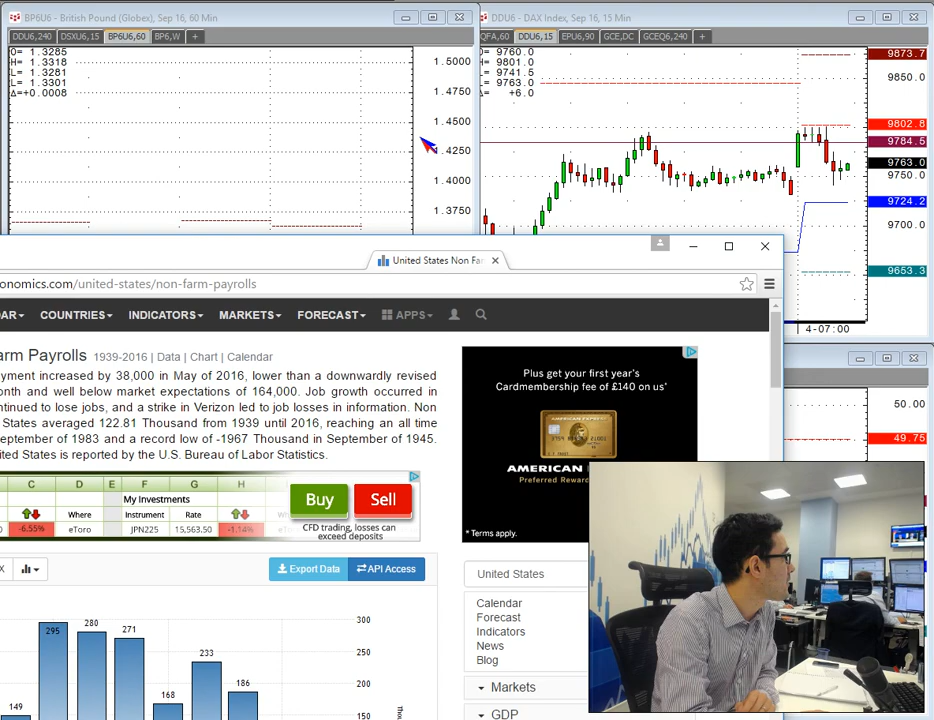 BP6U6 - British Pound (Globex), Sep 16, 60 Min
DDU6,240 DSXU6,15 BP6U6,60 BP6,W +
O= 1.3285
H= 1.3318
L= 1.3281
L= 1.3301
Δ=+0.0008
1.5000
1.4750
1.4500
1.4250
1.4000
1.3750
DDU6 - DAX Index, Sep 16, 15 Min
QFA,60 DDU6,15 EPU6,90 GCE,DC GCEQ6,240 +
=0= 9760.0
=H= 9801.0
=L= 9741.5
=L= 9763.0
=Δ= +6.0
9873.7
9850.0
9802.8
9784.5
9763.0
9750.0
9724.2
9700.0
9653.3
4-07:00
50.00
49.75
United States Non Far
onomics.com/united-states/non-farm-payrolls
AR COUNTRIES INDICATORS MARKETS FORECAST APPS
arm Payrolls 1939-2016 | Data | Chart | Calendar
yment increased by 38,000 in May of 2016, lower than a downwardly revised
onth and well below market expectations of 164,000. Job growth occurred in
ntinued to lose jobs, and a strike in Verizon led to job losses in information. Non
States averaged 122.81 Thousand from 1939 until 2016, reaching an all time
eptember of 1983 and a record low of -1967 Thousand in September of 1945.
ited States is reported by the U.S. Bureau of Labor Statistics.
C D E F G H
My Investments
Where Instrument Rate Where
-6.55% eToro JPN225 15,563.50 -1.14% eToro
Buy Sell
CFD trading, losses can
exceed deposits
X
Export Data API Access
149
295
280
271
168
233
186
300
250
200
150
Plus get your first year's
Cardmembership fee of £140 on us*
AMERICAN
Preferred Rewar
* Terms apply.
United States
Calendar
Forecast
Indicators
News
Blog
Markets
GDP